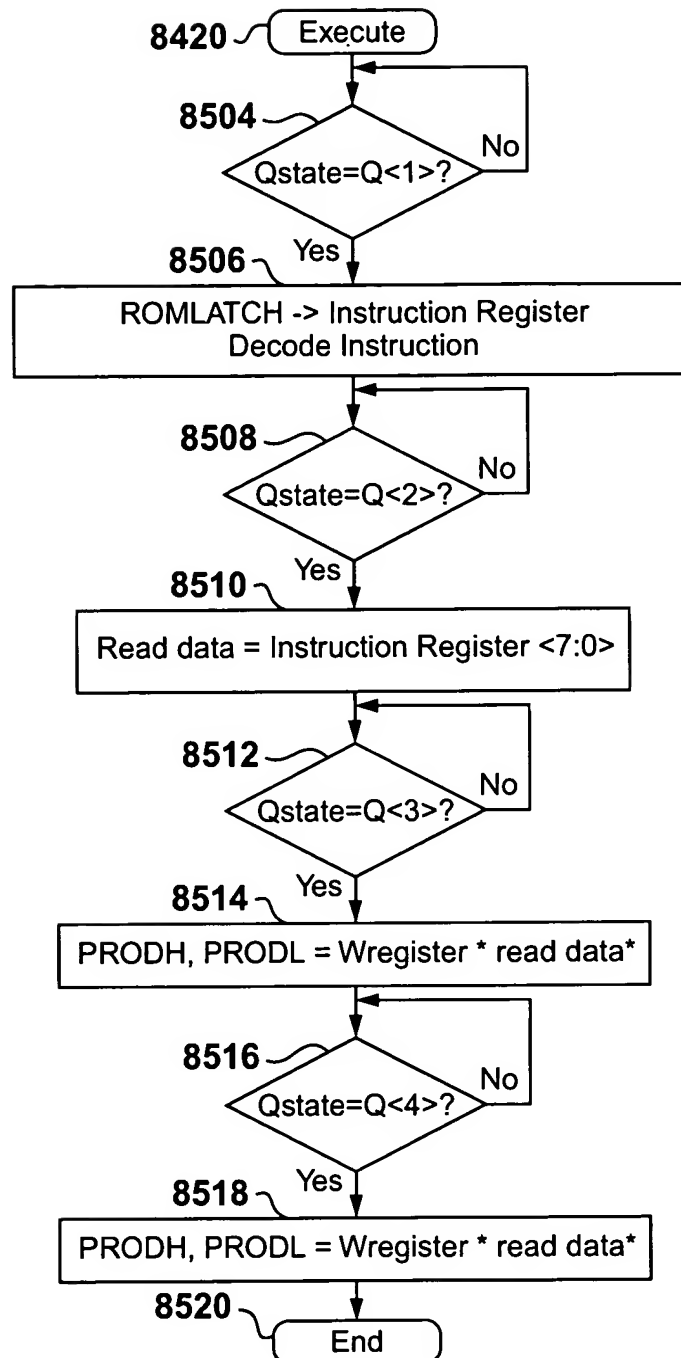 8420
Execute
8504
Qstate=Q<1>?
No
Yes
8506
ROMLATCH -> Instruction Register
Decode Instruction
8508
Qstate=Q<2>?
No
Yes
8510
Read data = Instruction Register <7:0>
8512
Qstate=Q<3>?
No
Yes
8514
PRODH, PRODL = Wregister * read data*
8516
Qstate=Q<4>?
No
Yes
8518
PRODH, PRODL = Wregister * read data*
8520
End